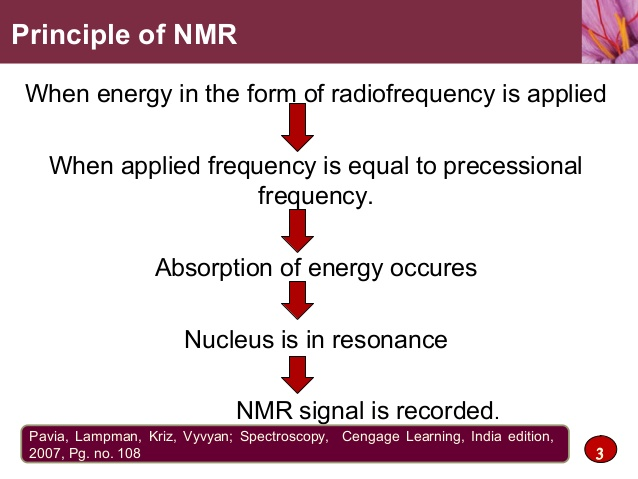 Principle of NMR
When energy in the form of radiofrequency is applied
When applied frequency is equal to precessional
frequency.
Absorption of energy occures
Nucleus is in resonance
NMR signal is recorded.
Pavia, Lampman, Kriz, Vyvyan; Spectroscopy, Cengage Learning, India edition,
2007, Pg. no. 108
3